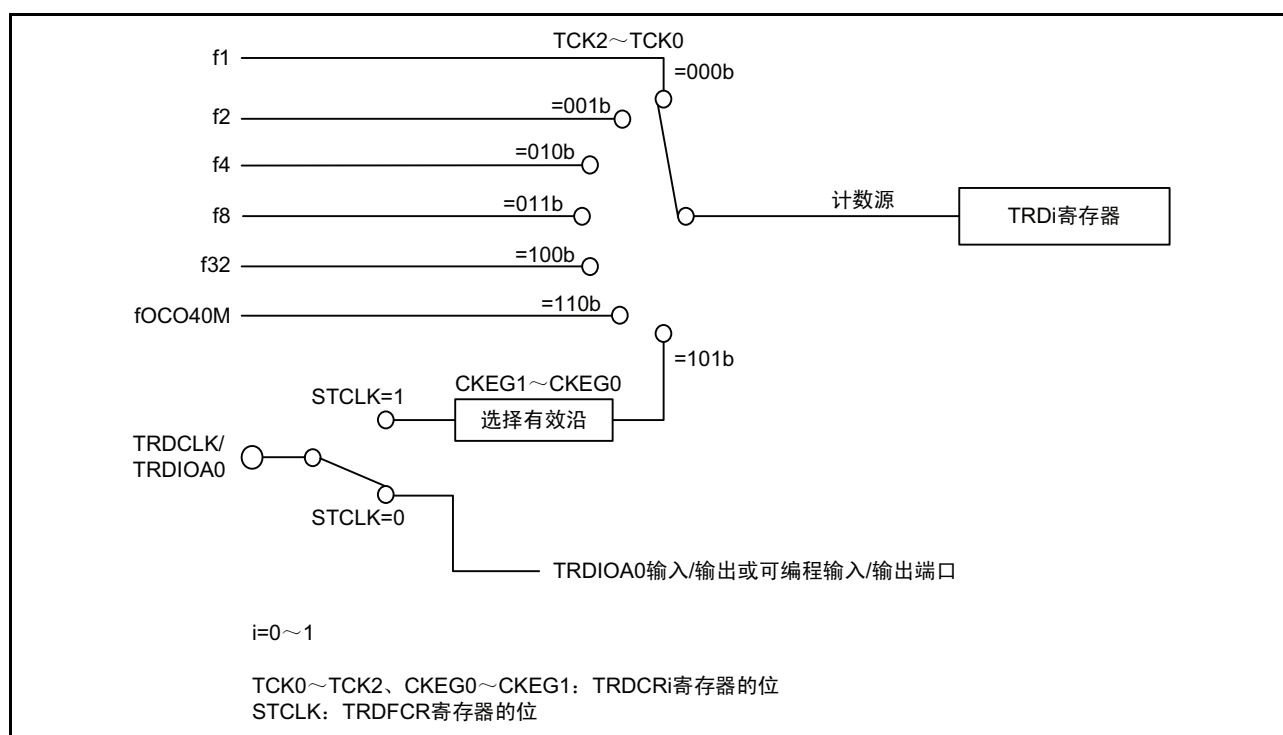 TCK2～TCK0
f1
=000b
f2
=001b
f4
=010b
f8
=011b
计数源
TRDi寄存器
f32
=100b
fOCO40M
=110b
=101b
STCLK=1
CKEG1～CKEG0
选择有效沿
TRDCLK/
TRDIOA0
STCLK=0
TRDIOA0输入/输出或可编程输入/输出端口
i=0～1
TCK0～TCK2、CKEG0～CKEG1：TRDCRi寄存器的位
STCLK：TRDFCR寄存器的位